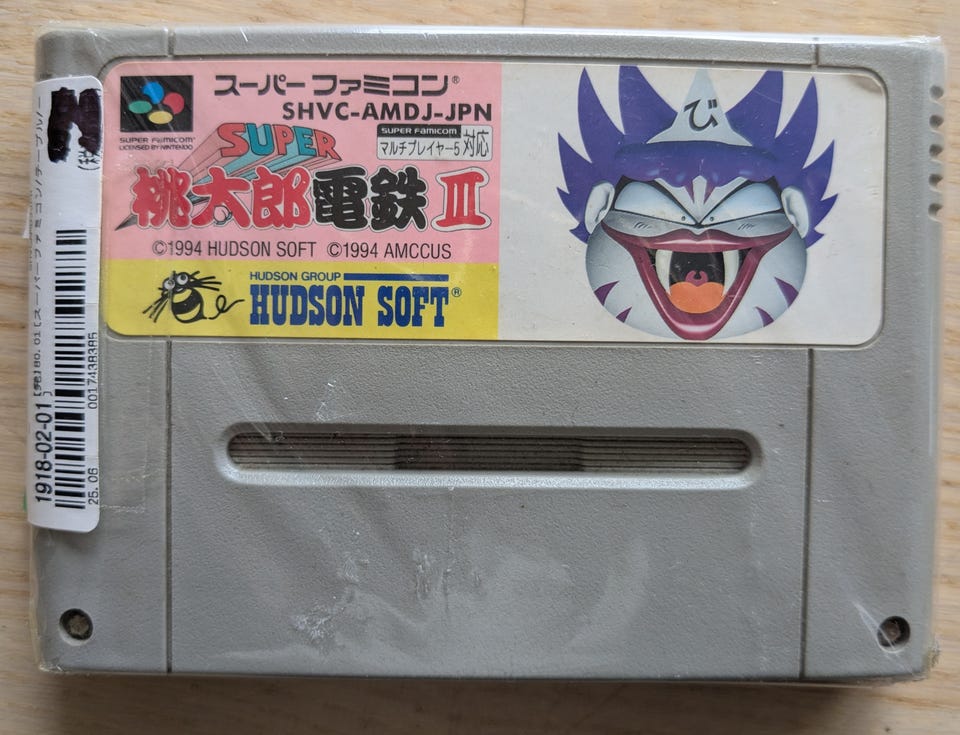 スーパーファミコン®
SHVC-AMDJ-JPN
SUPER FAMICOM
マルチプレイヤー5対応
SUPER FAMICOM®
LICENSED BY NINTENDO
SUPER
桃太郎電鉄III
©1994 HUDSON SOFT ©1994 AMCCUS
HUDSON GROUP
HUDSON SOFT®
び
1918-02-01
0017438385
25.06